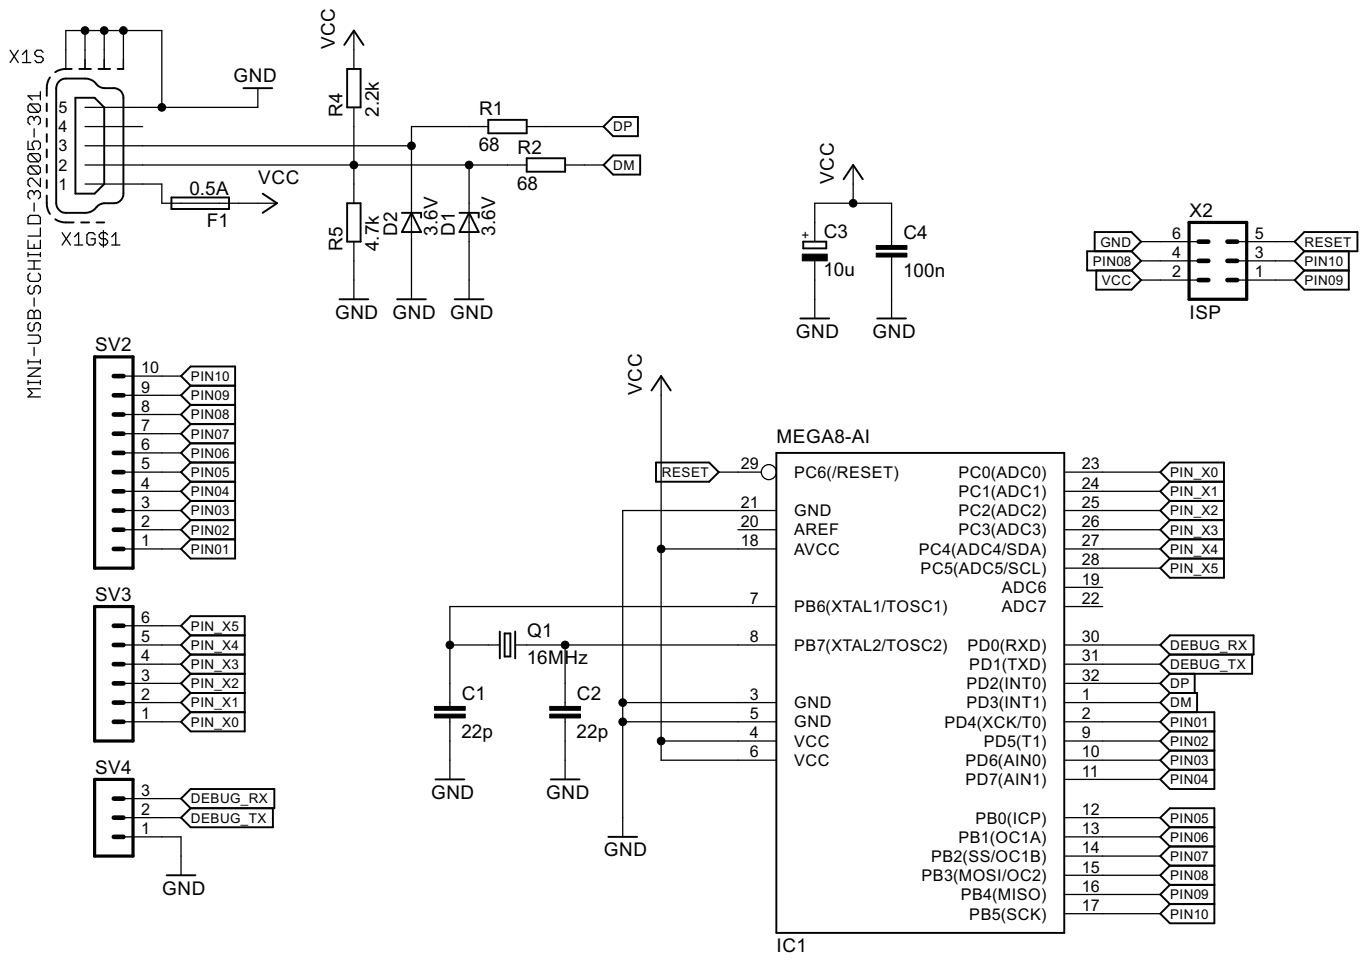 X1S
MINI-USB-SCHIELD-32005-301
5
4
3
2
1
X1G$1
GND
0.5A
F1
VCC
VCC
R4
2.2k
R5
4.7k
GND
R1
68
DP
R2
68
DM
D2
3.6V
GND
D1
3.6V
GND
VCC
+
C3
10u
GND
C4
100n
GND
X2
GND 6 5 RESET
PIN08 4 3 PIN10
VCC 2 1 PIN09
ISP
SV2
10 PIN10
9 PIN09
8 PIN08
7 PIN07
6 PIN06
5 PIN05
4 PIN04
3 PIN03
2 PIN02
1 PIN01
SV3
6 PIN_X5
5 PIN_X4
4 PIN_X3
3 PIN_X2
2 PIN_X1
1 PIN_X0
SV4
3 DEBUG_RX
2 DEBUG_TX
1
GND
VCC
Q1
16MHz
C1
22p
GND
C2
22p
GND
GND
MEGA8-AI
RESET 29 PC6(/RESET)
21 GND
20 AREF
18 AVCC
7 PB6(XTAL1/TOSC1)
8 PB7(XTAL2/TOSC2)
3 GND
5 GND
4 VCC
6 VCC
PC0(ADC0) 23 PIN_X0
PC1(ADC1) 24 PIN_X1
PC2(ADC2) 25 PIN_X2
PC3(ADC3) 26 PIN_X3
PC4(ADC4/SDA) 27 PIN_X4
PC5(ADC5/SCL) 28 PIN_X5
ADC6 19
ADC7 22
PD0(RXD) 30 DEBUG_RX
PD1(TXD) 31 DEBUG_TX
PD2(INT0) 32 DP
PD3(INT1) 1 DM
PD4(XCK/T0) 2 PIN01
PD5(T1) 9 PIN02
PD6(AIN0) 10 PIN03
PD7(AIN1) 11 PIN04
PB0(ICP) 12 PIN05
PB1(OC1A) 13 PIN06
PB2(SS/OC1B) 14 PIN07
PB3(MOSI/OC2) 15 PIN08
PB4(MISO) 16 PIN09
PB5(SCK) 17 PIN10
IC1